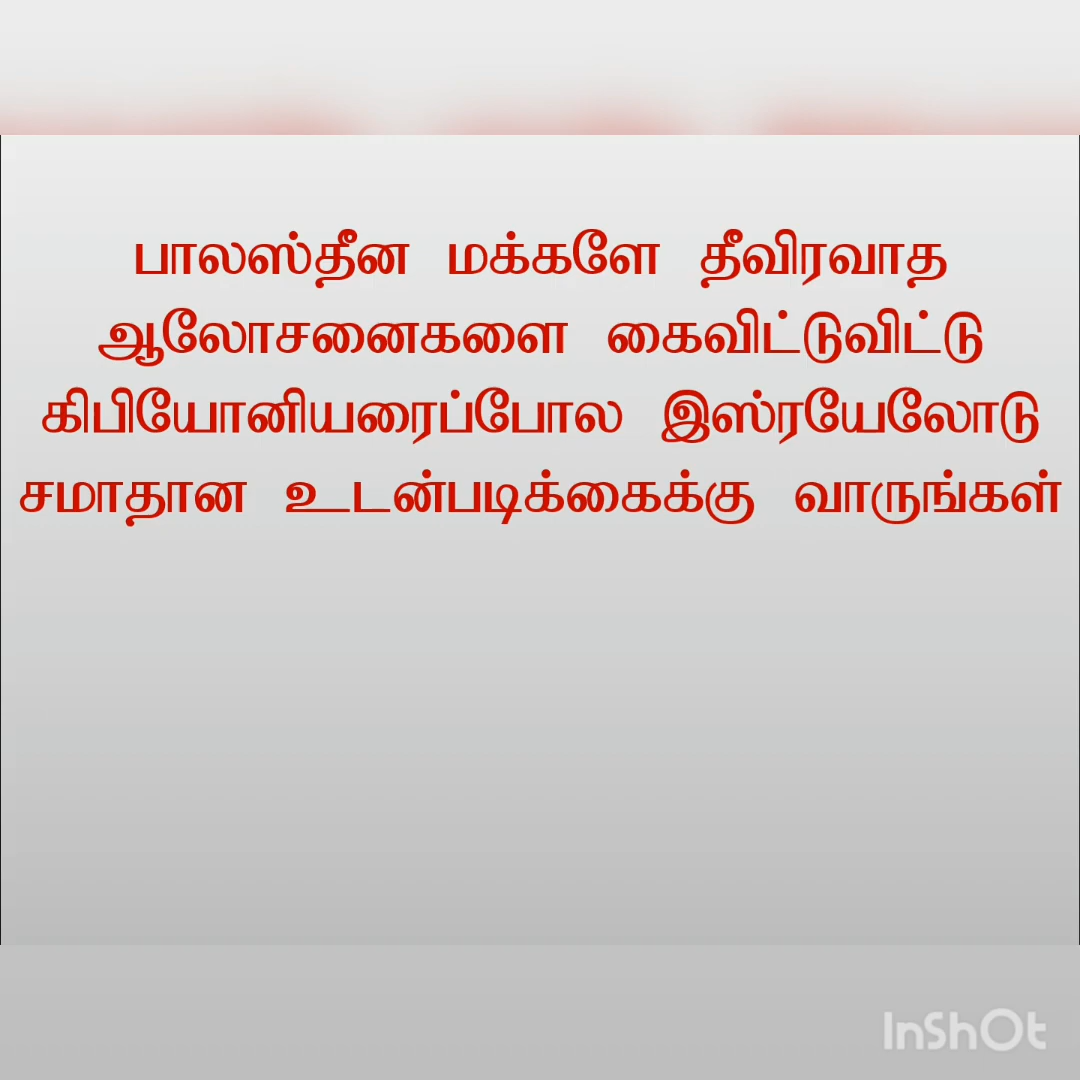 பாலஸ்தீன மக்களே தீவிரவாத
ஆலோசனைகளை கைவிட்டுவிட்டு
கிபியோனியரைப்போல இஸ்ரயேலோடு
சமாதான உடன்படிக்கைக்கு வாருங்கள்
InShOt